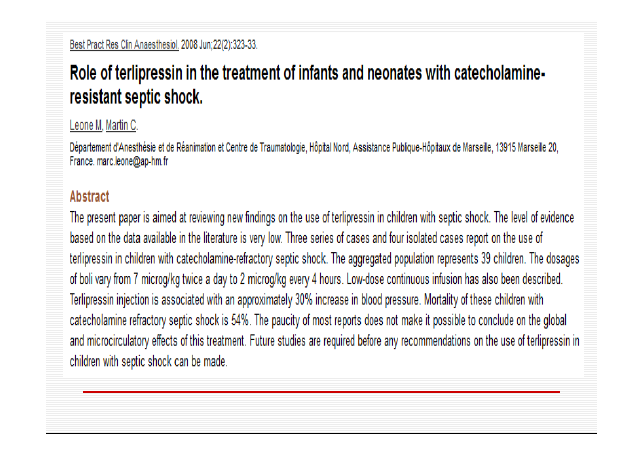 Best Pract Res Clin Anaesthesiol. 2008 Jun;22(2):323-33.
Role of terlipressin in the treatment of infants and neonates with catecholamine-
resistant septic shock.
Leone M, Martin C.
Département d'Anesthésie et de Réanimation et Centre de Traumatologie, Hôpital Nord, Assistance Publique-Hôpitaux de Marseille, 13915 Marseille 20,
France. marc.leone@ap-hm.fr
Abstract
The present paper is aimed at reviewing new findings on the use of terlipressin in children with septic shock. The level of evidence
based on the data available in the literature is very low. Three series of cases and four isolated cases report on the use of
terlipressin in children with catecholamine-refractory septic shock. The aggregated population represents 39 children. The dosages
of boli vary from 7 microg/kg twice a day to 2 microg/kg every 4 hours. Low-dose continuous infusion has also been described.
Terlipressin injection is associated with an approximately 30% increase in blood pressure. Mortality of these children with
catecholamine refractory septic shock is 54%. The paucity of most reports does not make it possible to conclude on the global
and microcirculatory effects of this treatment. Future studies are required before any recommendations on the use of terlipressin in
children with septic shock can be made.